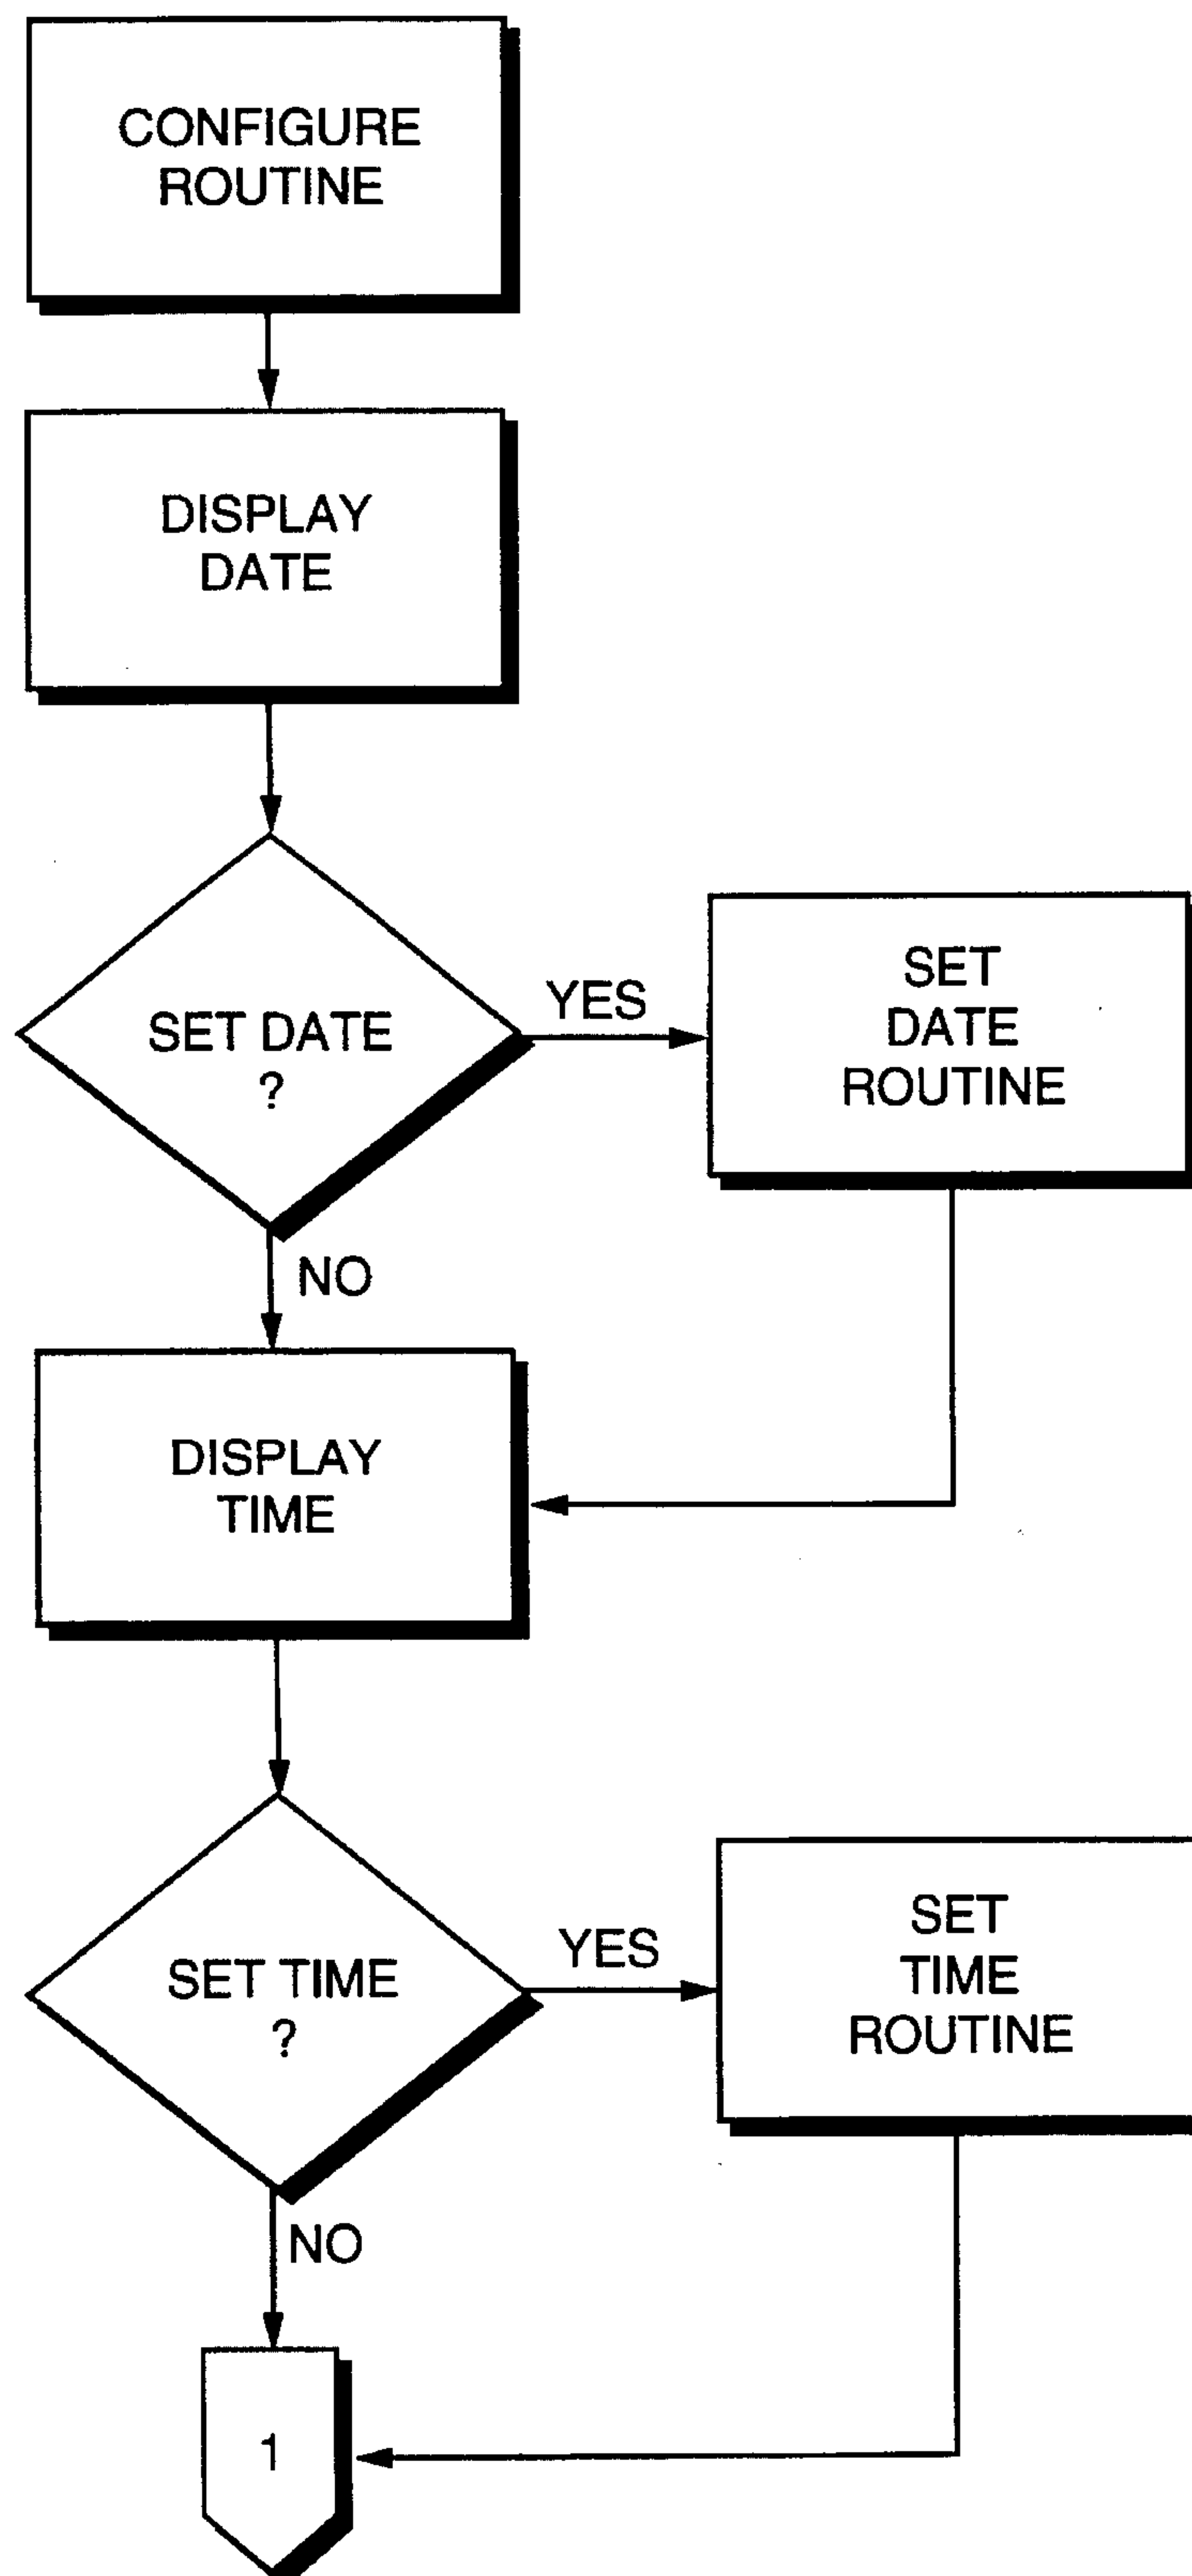 CONFIGURE
ROUTINE
DISPLAY
DATE
SET DATE
?
YES
SET
DATE
ROUTINE
NO
DISPLAY
TIME
SET TIME
?
YES
SET
TIME
ROUTINE
NO
1